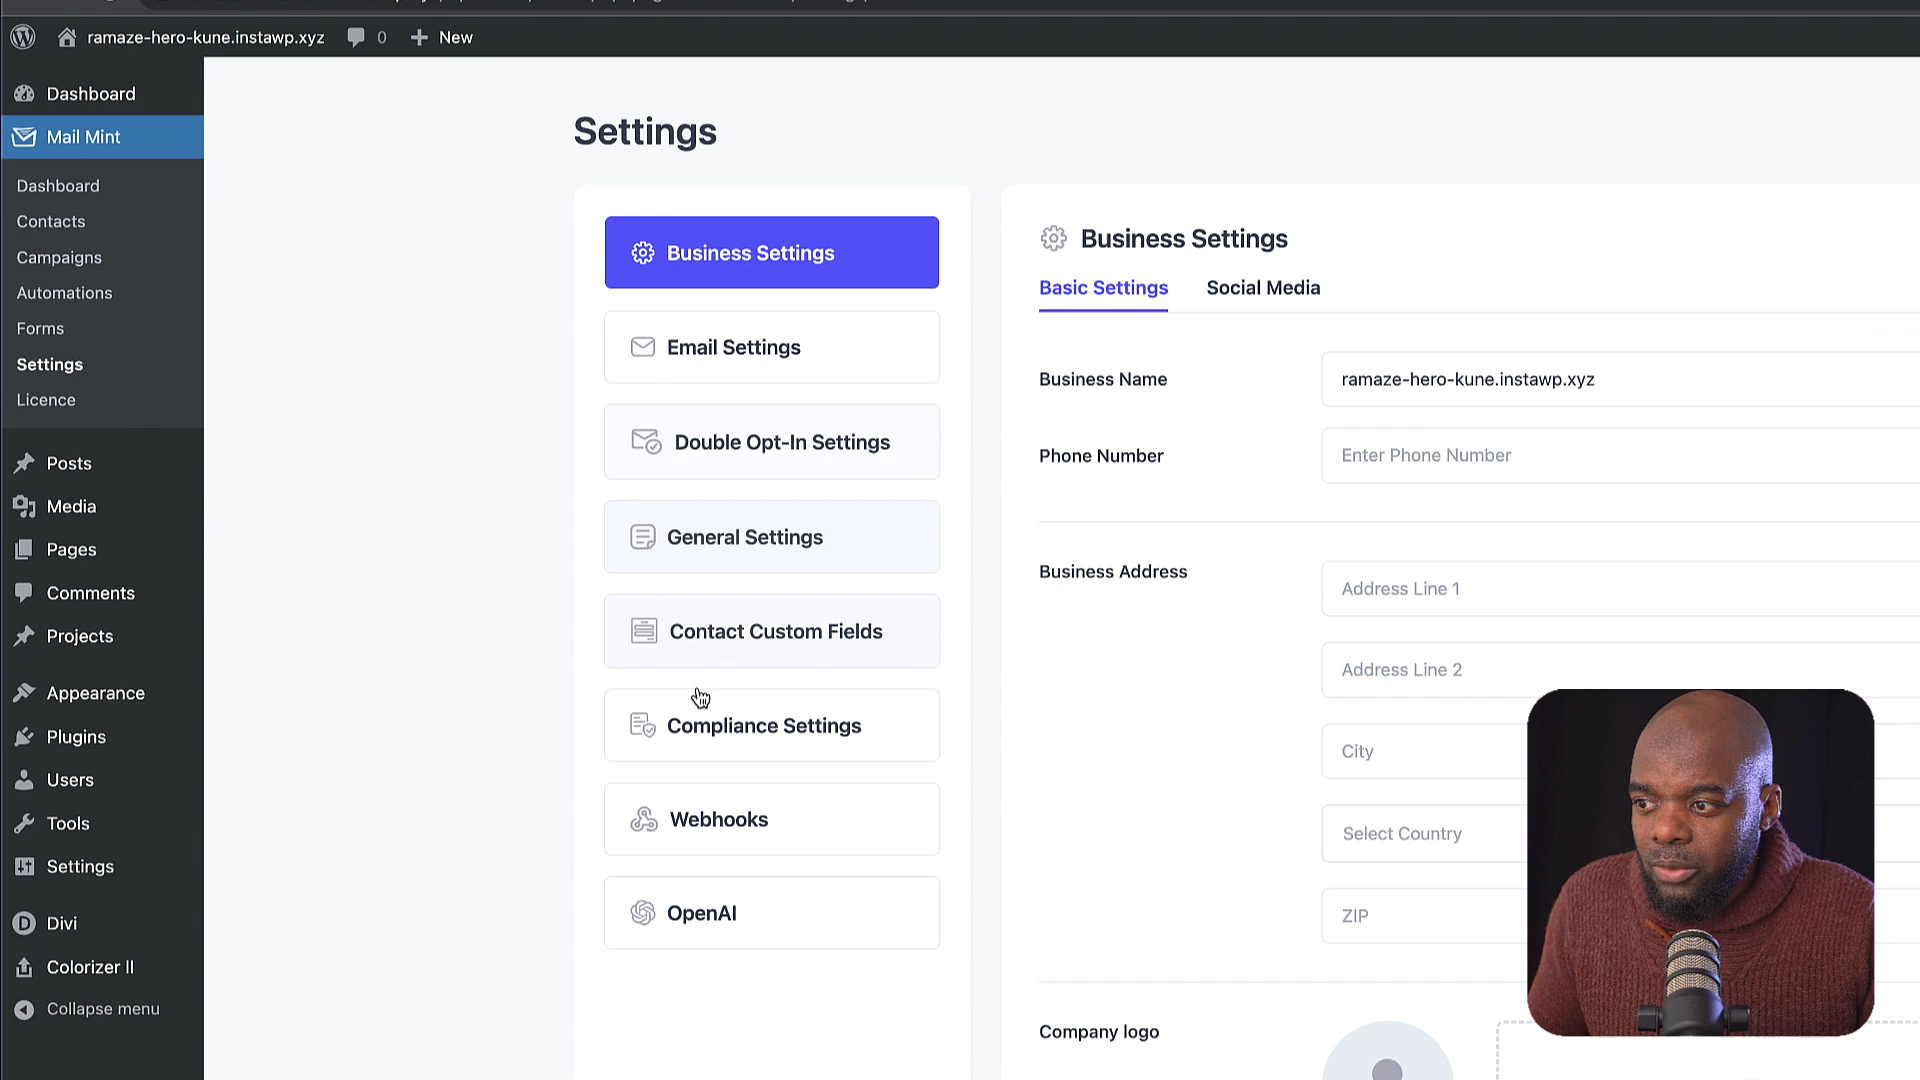 ramaze-hero-kune.instawp.xyz 0 New
Dashboard
Mail Mint
Dashboard
Contacts
Campaigns
Automations
Forms
Settings
Licence
Posts
Media
Pages
Comments
Projects
Appearance
Plugins
Users
Tools
Settings
Divi
Colorizer II
Collapse menu
Settings
Business Settings
Email Settings
Double Opt-In Settings
General Settings
Contact Custom Fields
Compliance Settings
Webhooks
OpenAI
Business Settings
Basic Settings Social Media
Business Name ramaze-hero-kune.instawp.xyz
Phone Number Enter Phone Number
Business Address Address Line 1
Address Line 2
City
Select Country
ZIP
Company logo